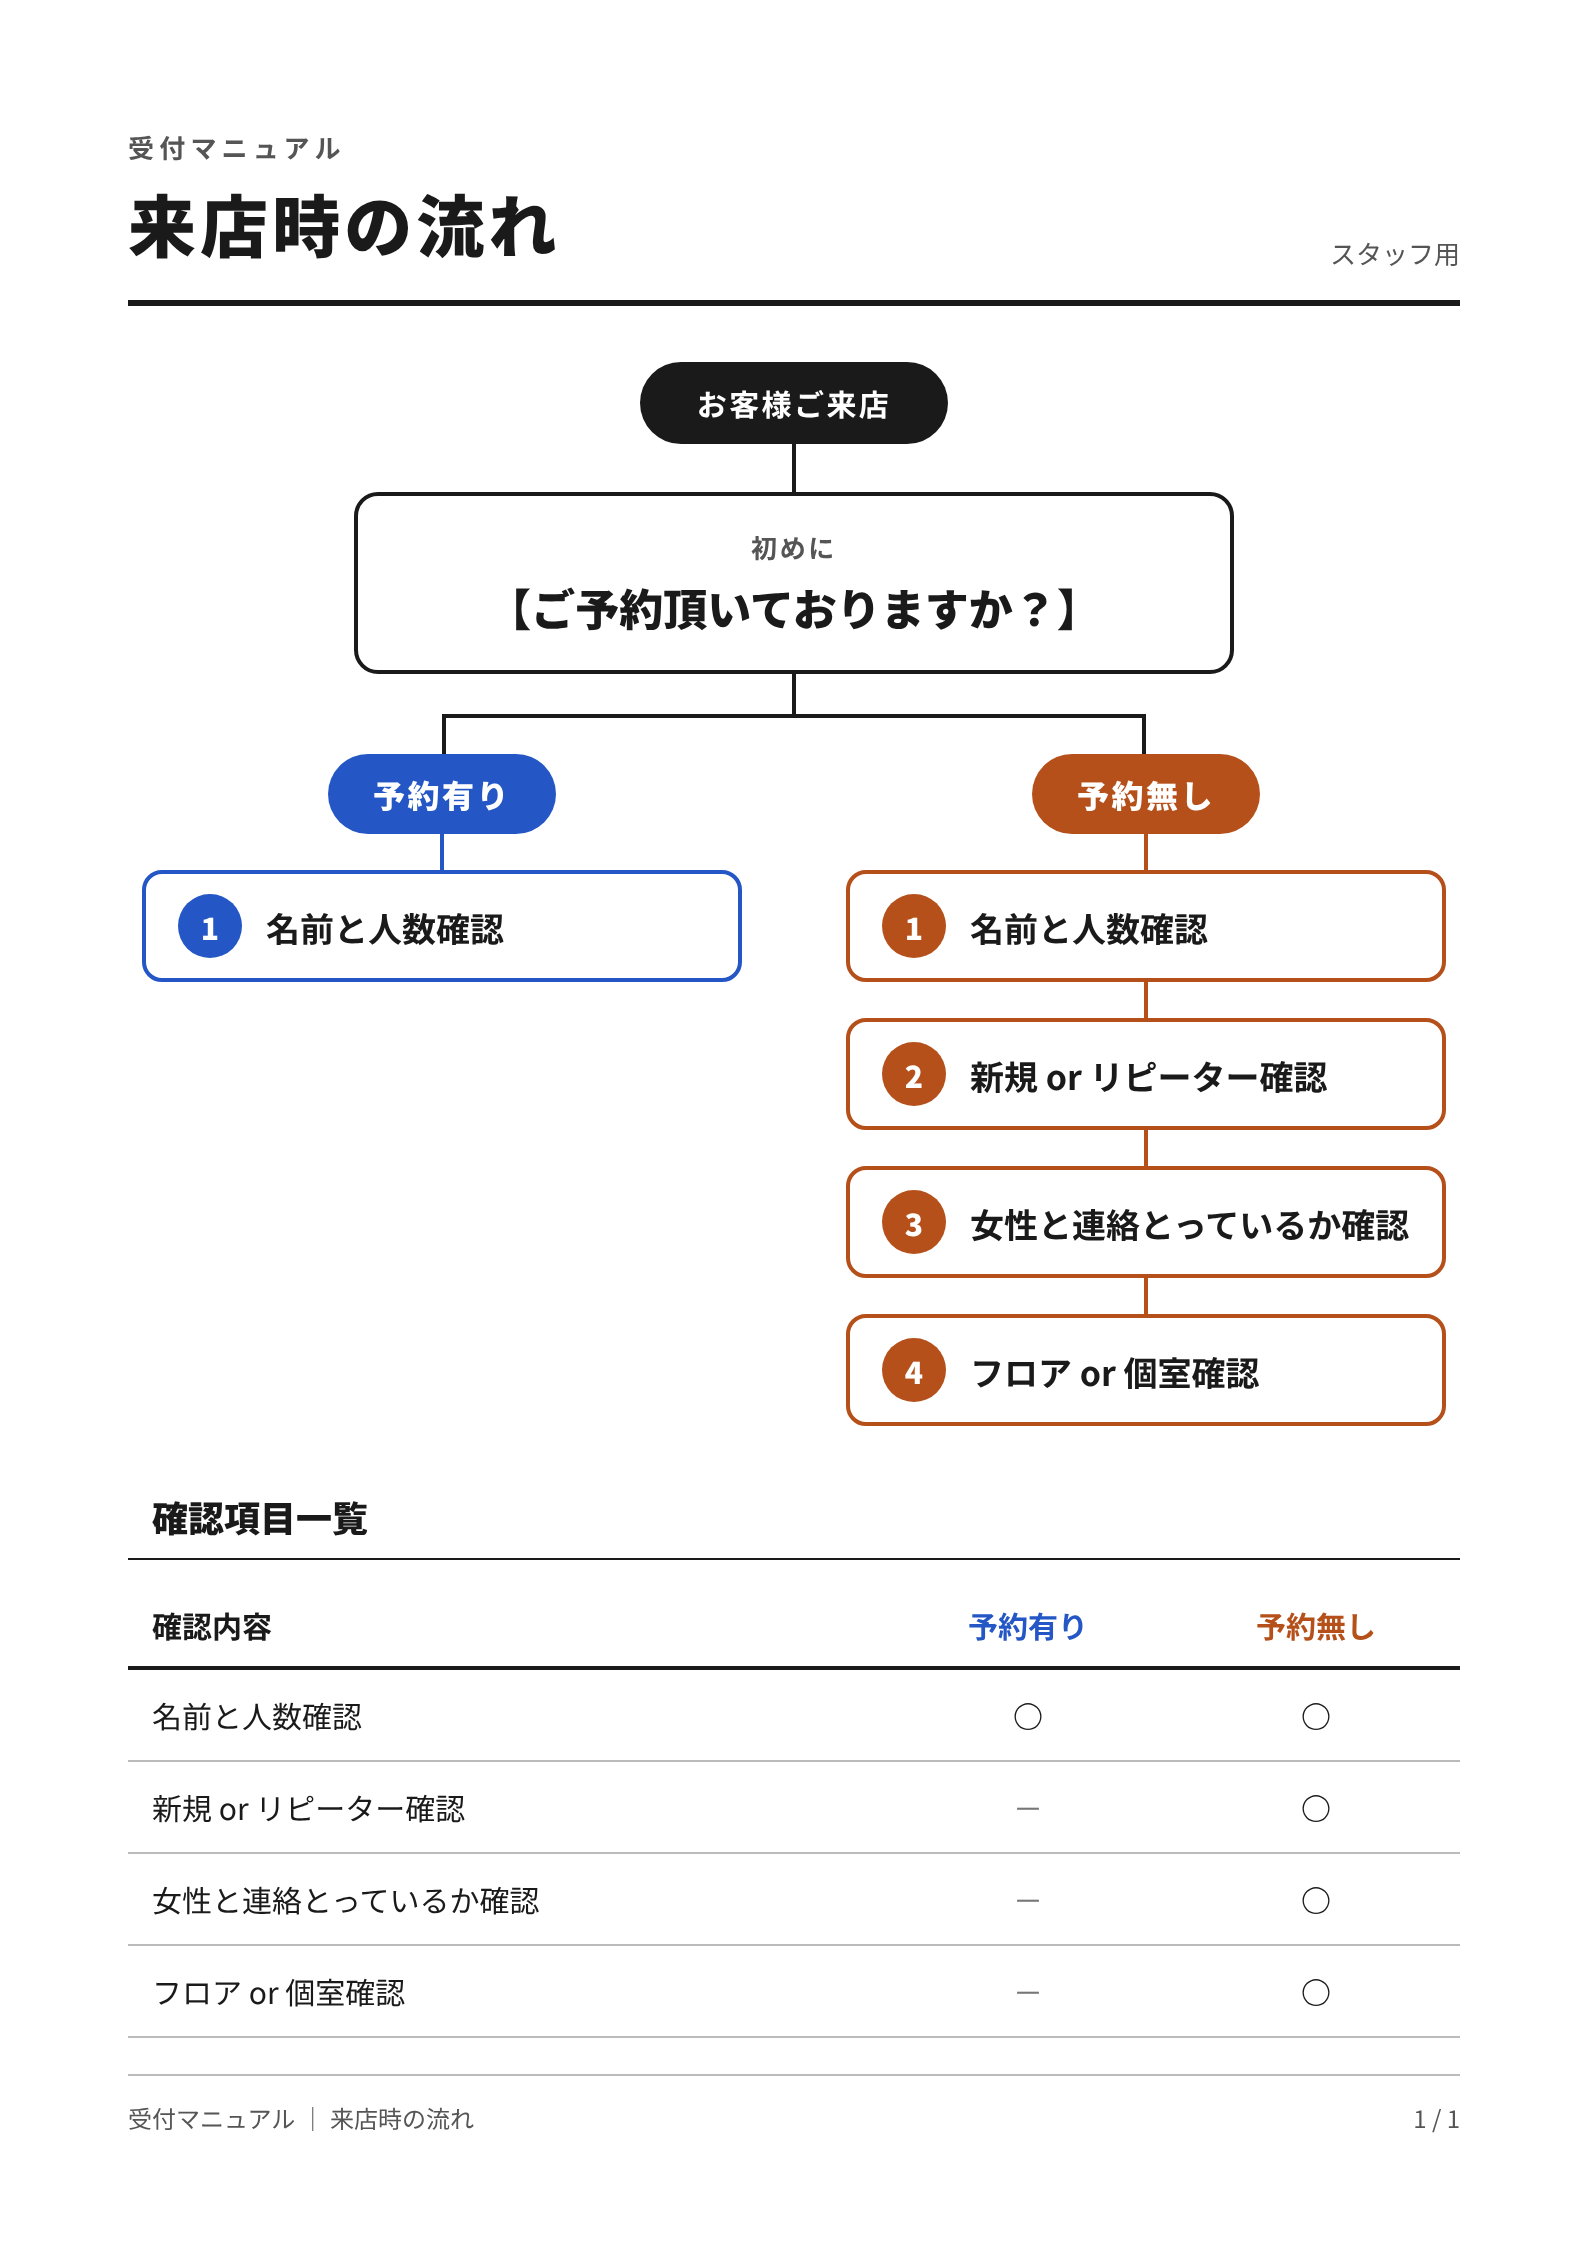 受付マニュアル
来店時の流れ
スタッフ用
お客様ご来店
初めに
【ご予約頂いておりますか？】
予約有り
予約無し
1 名前と人数確認
1 名前と人数確認
2 新規 or リピーター確認
3 女性と連絡とっているか確認
4 フロア or 個室確認
確認項目一覧
確認内容 予約有り 予約無し
名前と人数確認 ○ ○
新規 or リピーター確認 － ○
女性と連絡とっているか確認 － ○
フロア or 個室確認 － ○
受付マニュアル ｜ 来店時の流れ
1 / 1